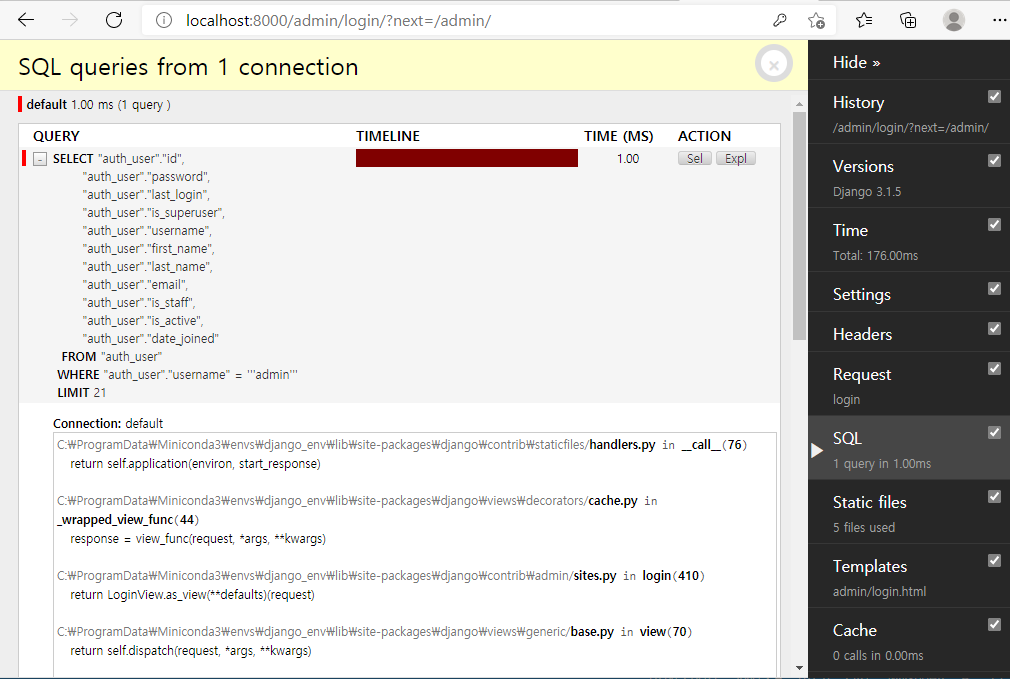 localhost:8000/admin/login/?next=/admin/
SQL queries from 1 connection
default 1.00 ms (1 query )
QUERY TIMELINE TIME (MS) ACTION
SELECT "auth_user"."id", 1.00 Sel Expl
"auth_user"."password",
"auth_user"."last_login",
"auth_user"."is_superuser",
"auth_user"."username",
"auth_user"."first_name",
"auth_user"."last_name",
"auth_user"."email",
"auth_user"."is_staff",
"auth_user"."is_active",
"auth_user"."date_joined"
FROM "auth_user"
WHERE "auth_user"."username" = '''admin'''
LIMIT 21
Connection: default
C:₩ProgramData₩Miniconda3₩envs₩django_env₩lib₩site-packages₩django₩contrib₩staticfiles/handlers.py in __call__(76)
return self.application(environ, start_response)
C:₩ProgramData₩Miniconda3₩envs₩django_env₩lib₩site-packages₩django₩views₩decorators/cache.py in
_wrapped_view_func(44)
response = view_func(request, *args, **kwargs)
C:₩ProgramData₩Miniconda3₩envs₩django_env₩lib₩site-packages₩django₩contrib₩admin/sites.py in login(410)
return LoginView.as_view(**defaults)(request)
C:₩ProgramData₩Miniconda3₩envs₩django_env₩lib₩site-packages₩django₩views₩generic/base.py in view(70)
return self.dispatch(request, *args, **kwargs)
Hide »
History
/admin/login/?next=/admin/
Versions
Django 3.1.5
Time
Total: 176.00ms
Settings
Headers
Request
login
SQL
1 query in 1.00ms
Static files
5 files used
Templates
admin/login.html
Cache
0 calls in 0.00ms